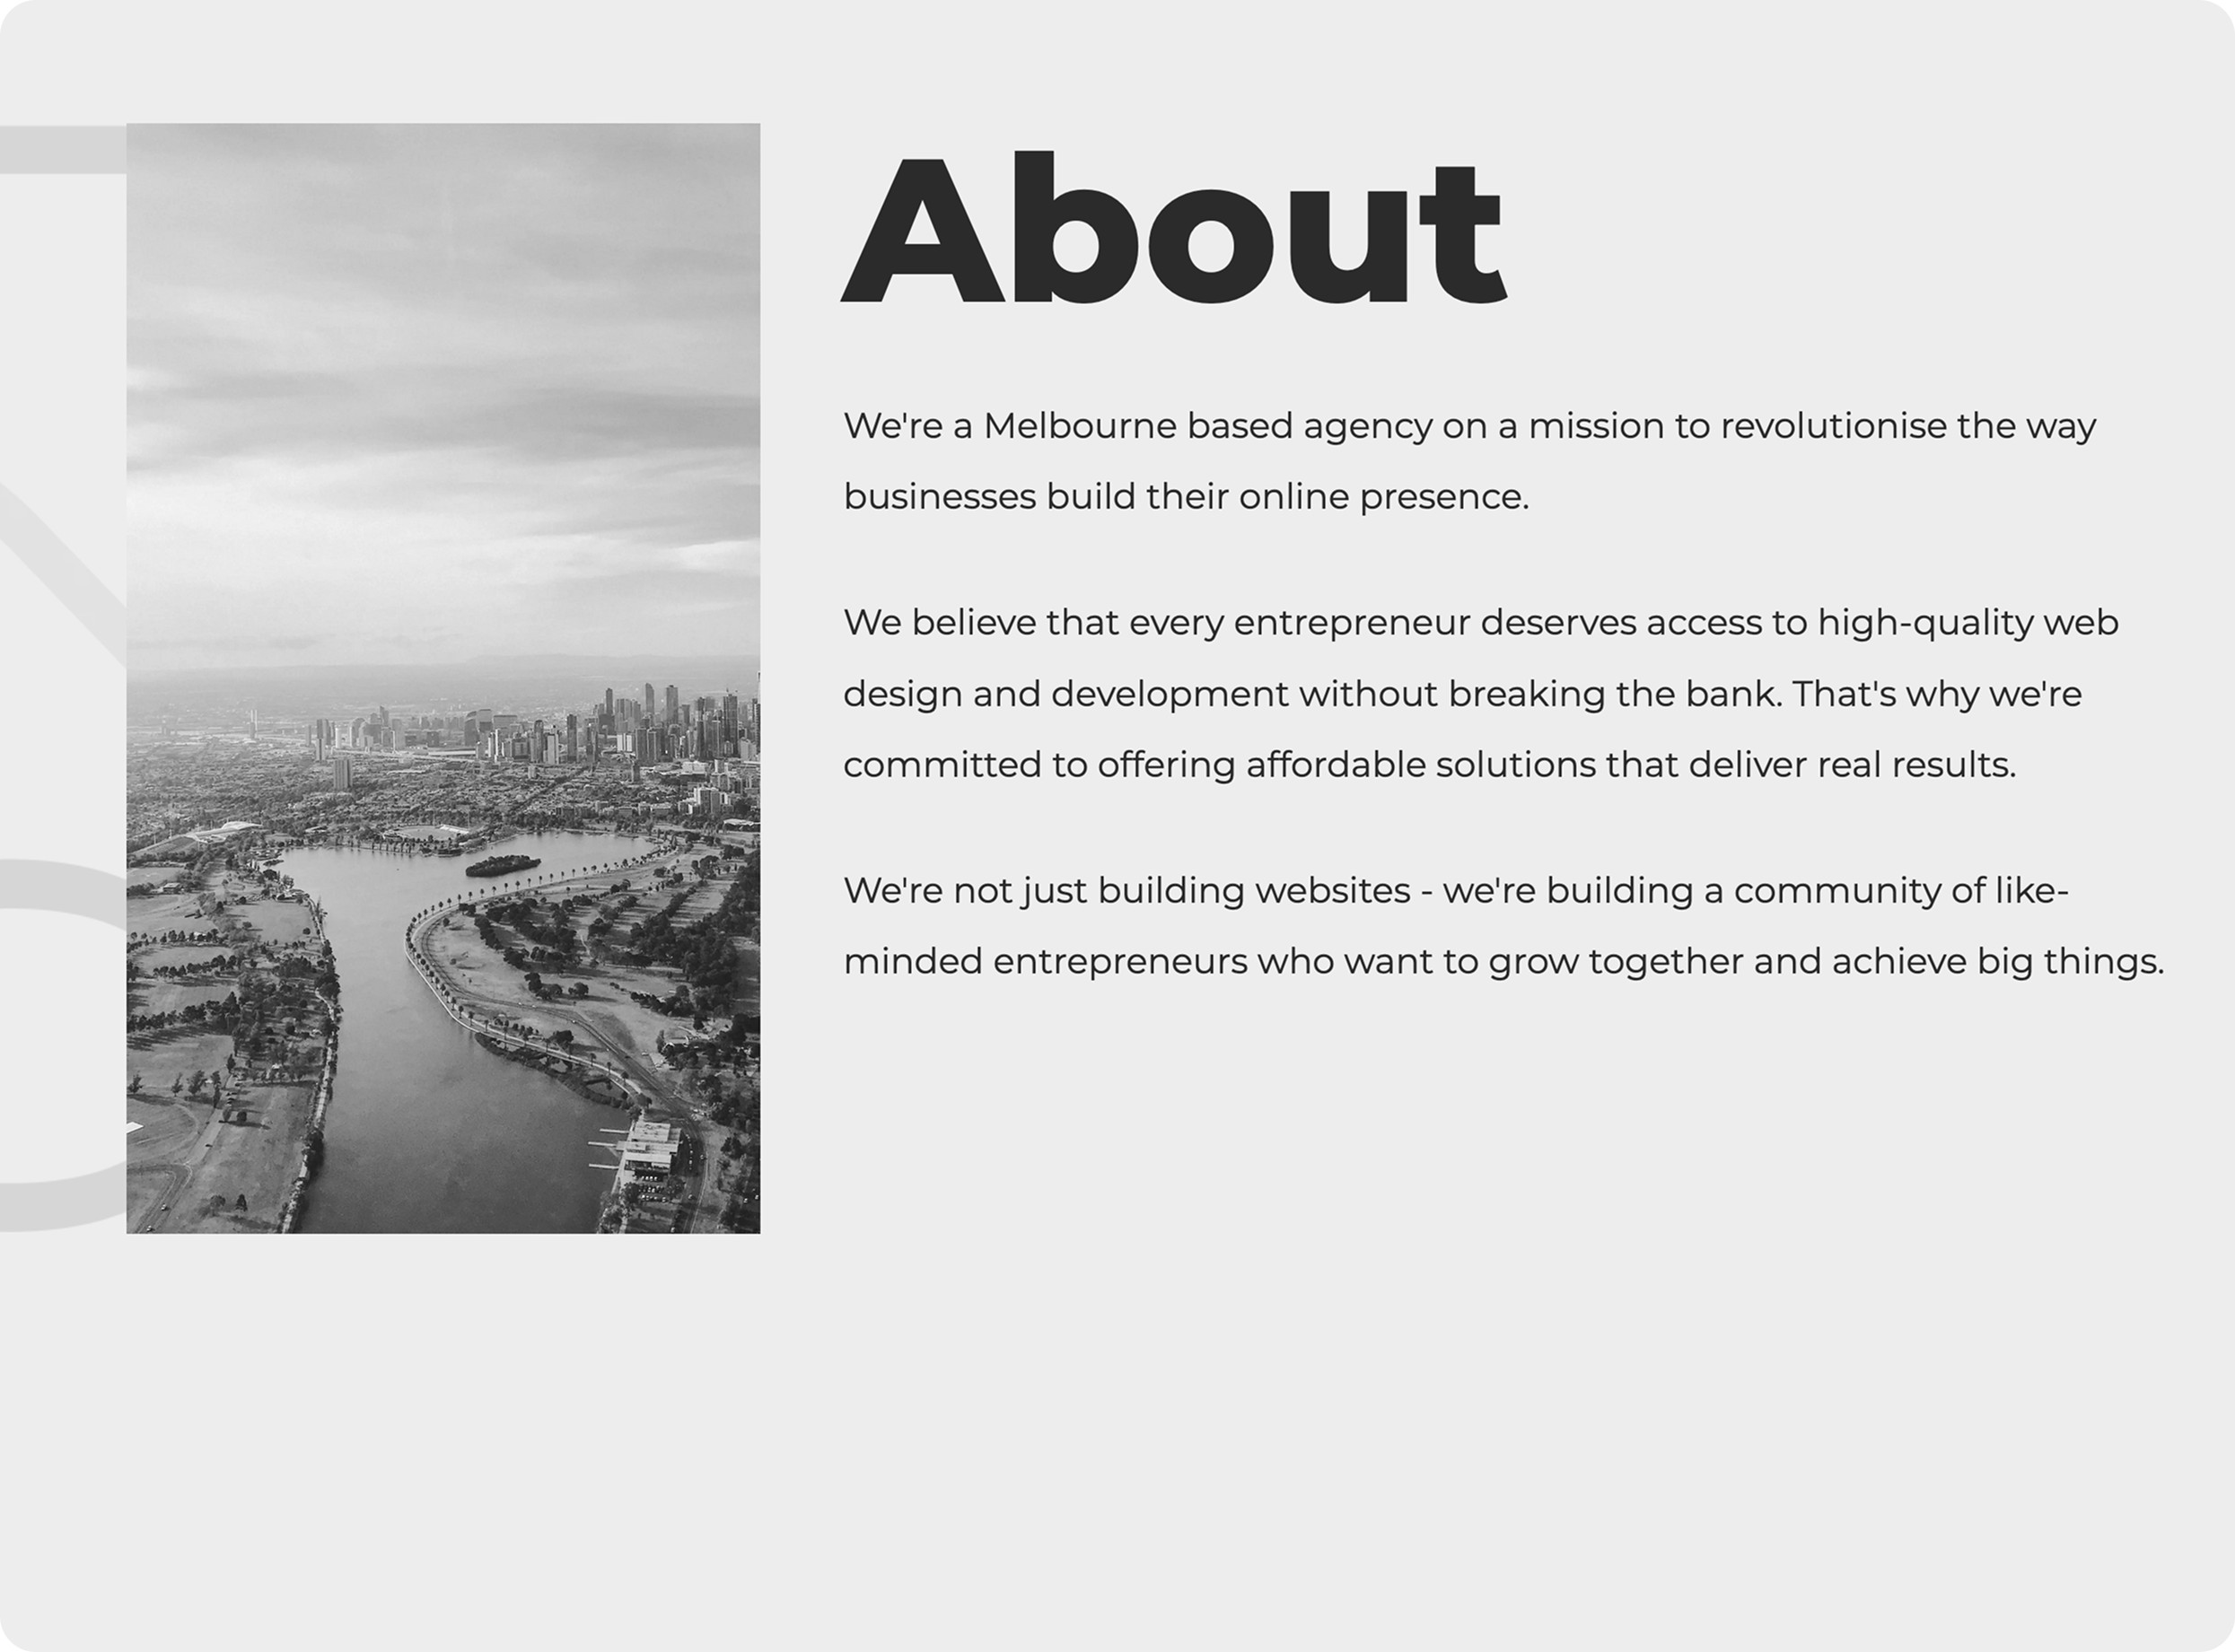 About
We're a Melbourne based agency on a mission to revolutionise the way
businesses build their online presence.
We believe that every entrepreneur deserves access to high-quality web
design and development without breaking the bank. That's why we're
committed to offering affordable solutions that deliver real results.
We're not just building websites - we're building a community of like-
minded entrepreneurs who want to grow together and achieve big things.